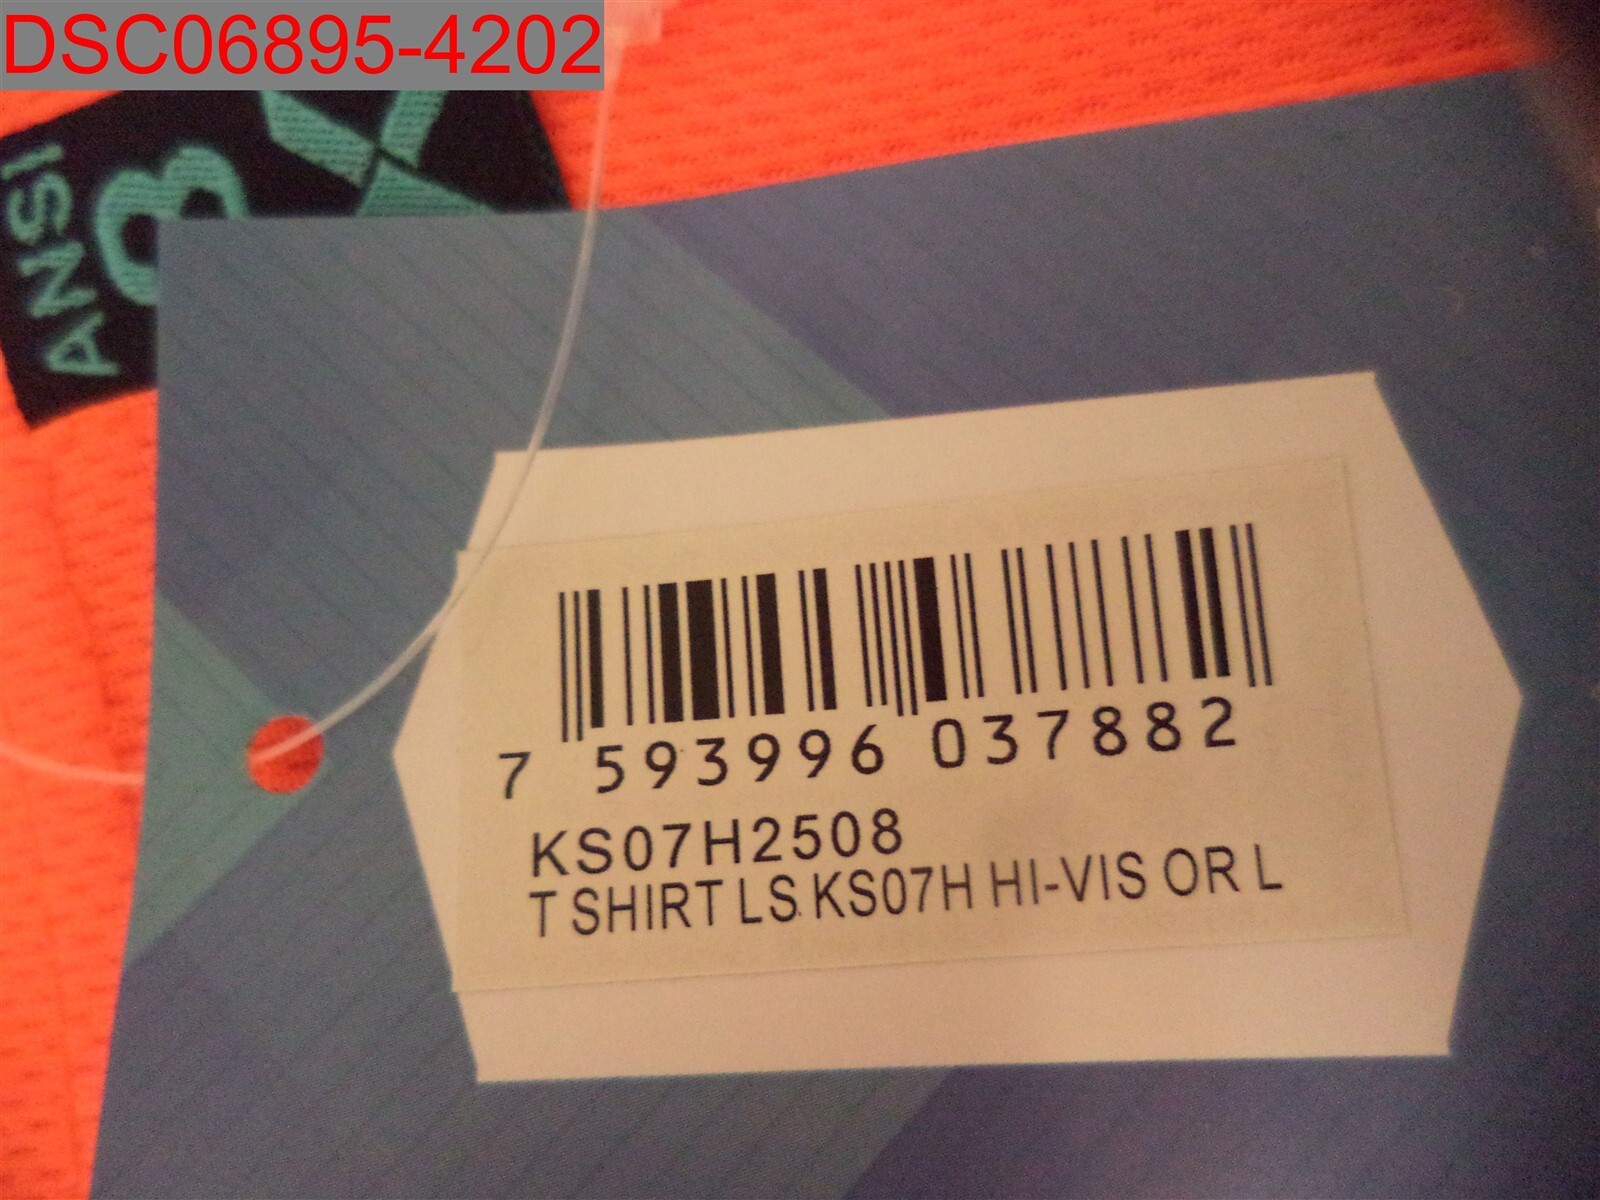 DSC06895-4202
ANSI
7 593996 037882
KS07H2508
T SHIRT LS KS07H HI-VIS OR L